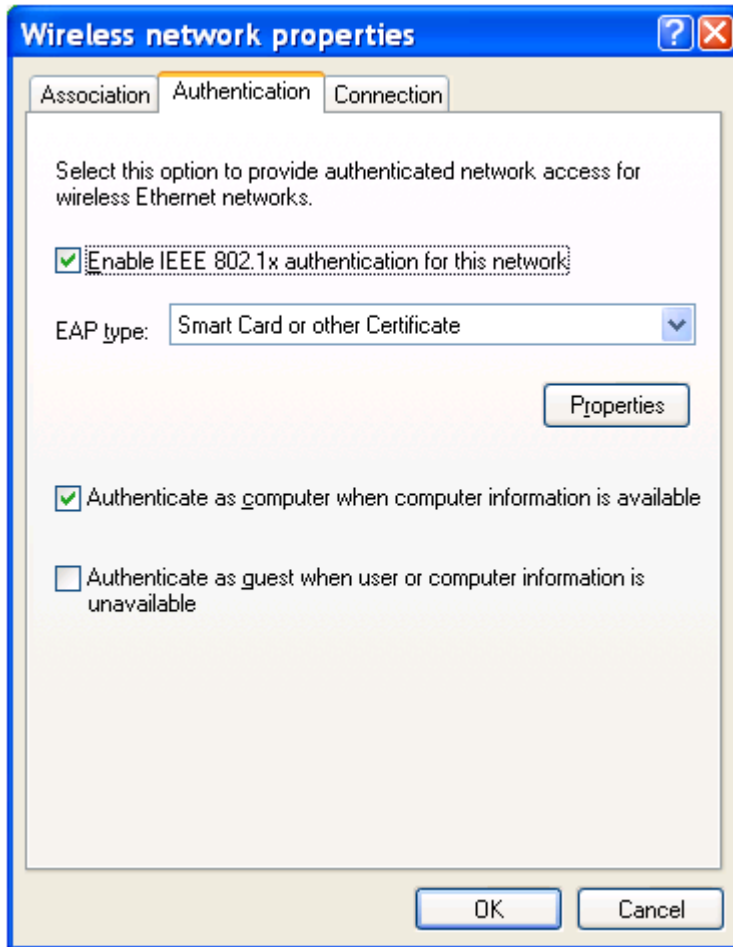 Wireless network properties
Association Authentication Connection
Select this option to provide authenticated network access for
wireless Ethernet networks.
Enable IEEE 802.1x authentication for this network
EAP type: Smart Card or other Certificate
Properties
Authenticate as computer when computer information is available
Authenticate as guest when user or computer information is
unavailable
OK Cancel